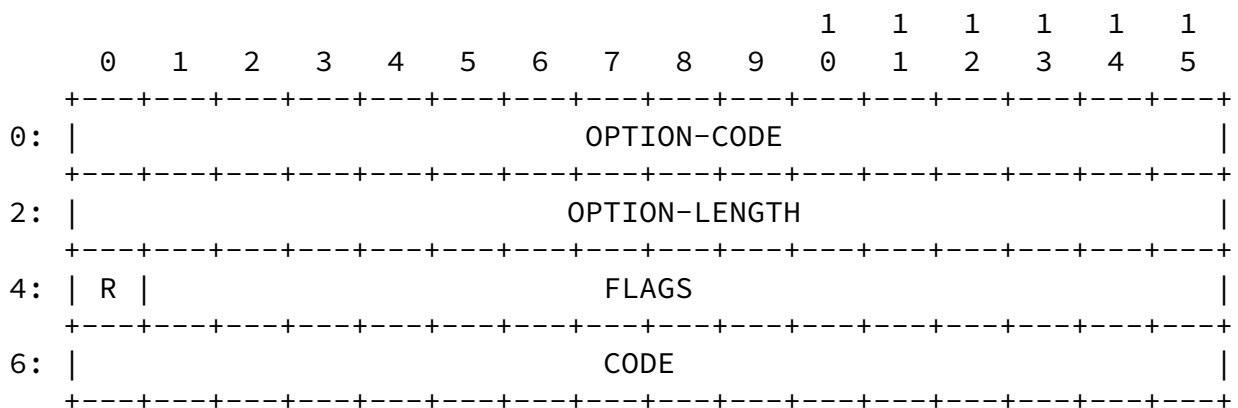 1   1   1   1   1   1
       0   1   2   3   4   5   6   7   8   9   0   1   2   3   4   5
     +---+---+---+---+---+---+---+---+---+---+---+---+---+---+---+---+
0: |                          OPTION-CODE                          |
     +---+---+---+---+---+---+---+---+---+---+---+---+---+---+---+---+
2: |                         OPTION-LENGTH                         |
     +---+---+---+---+---+---+---+---+---+---+---+---+---+---+---+---+
4: | R |                         FLAGS                             |
     +---+---+---+---+---+---+---+---+---+---+---+---+---+---+---+---+
6: |                            CODE                               |
     +---+---+---+---+---+---+---+---+---+---+---+---+---+---+---+---+